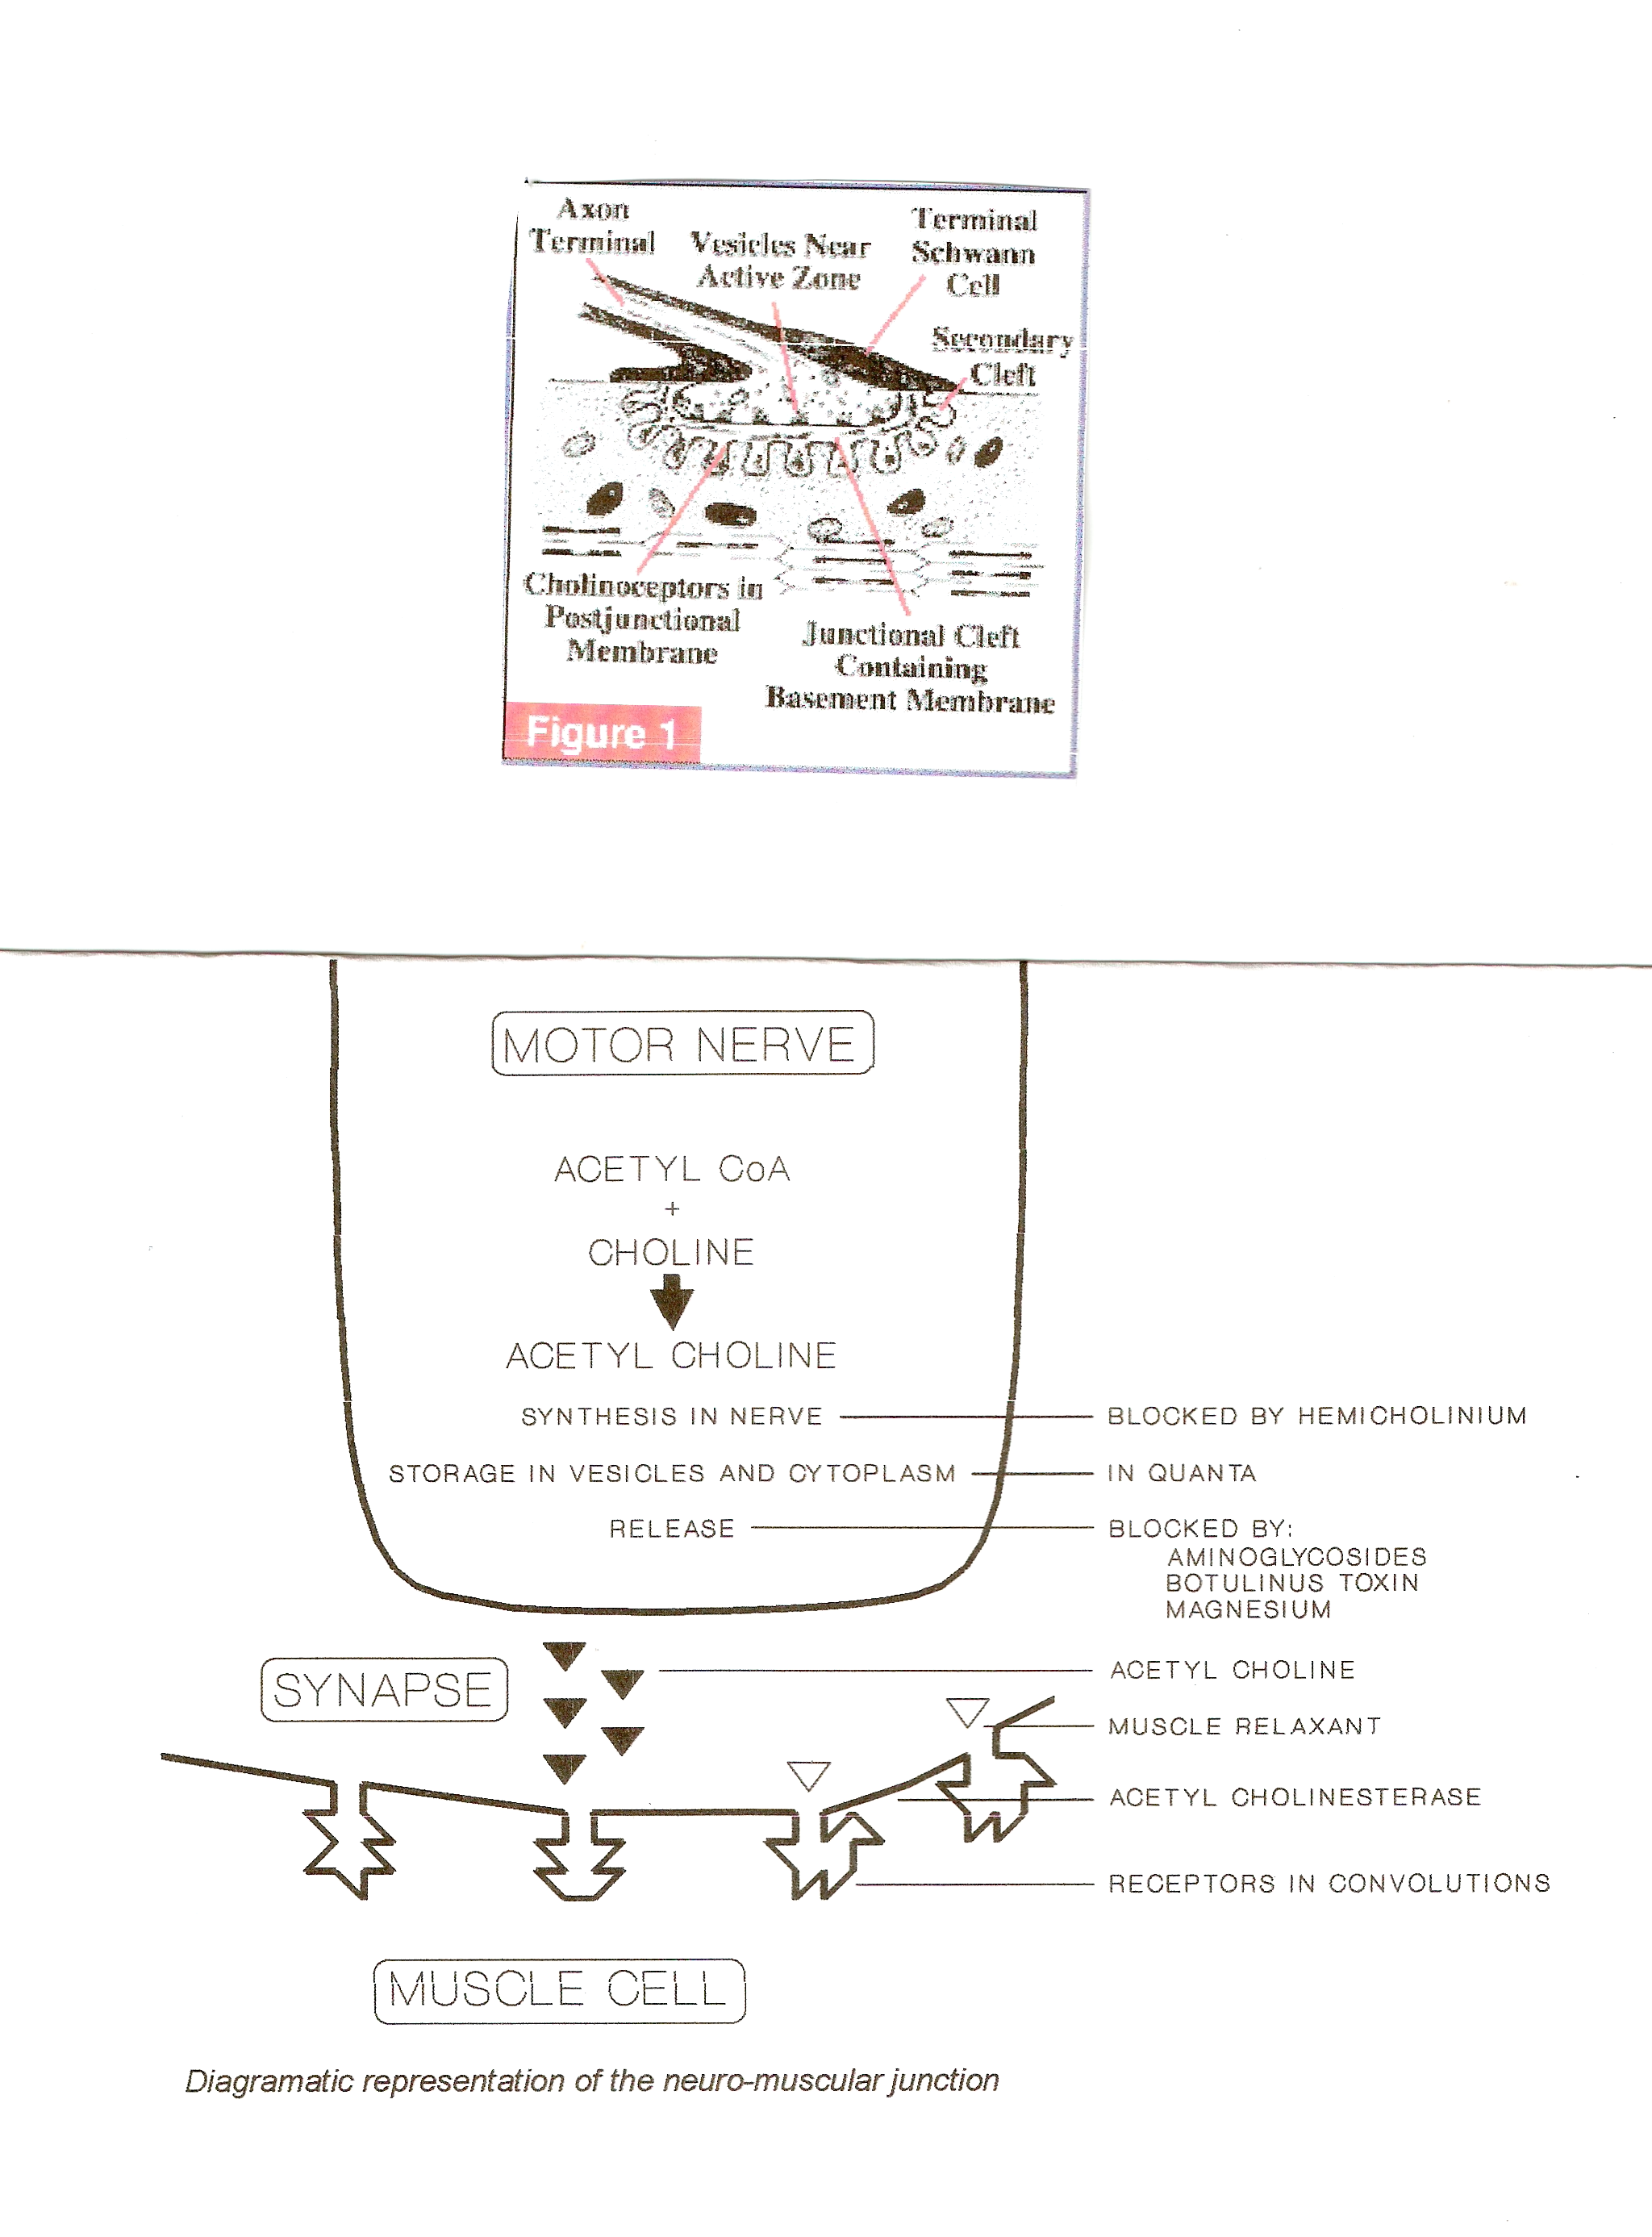 Axon
Terminal
Vesicles Near
Active Zone
Terminal
Schwann
Cell
Secondary
Cleft
Cholinoceptors in
Postjunctional
Membrane
Junctional Cleft
Containing
Basement Membrane
Figure 1
MOTOR NERVE
ACETYL CoA
+
CHOLINE
ACETYL CHOLINE
SYNTHESIS IN NERVE
BLOCKED BY HEMICHOLINIUM
STORAGE IN VESICLES AND CYTOPLASM
IN QUANTA
RELEASE
BLOCKED BY:
AMINOGLYCOSIDES
BOTULINUS TOXIN
MAGNESIUM
SYNAPSE
ACETYL CHOLINE
MUSCLE RELAXANT
ACETYL CHOLINESTERASE
RECEPTORS IN CONVOLUTIONS
MUSCLE CELL
Diagramatic representation of the neuro-muscular junction